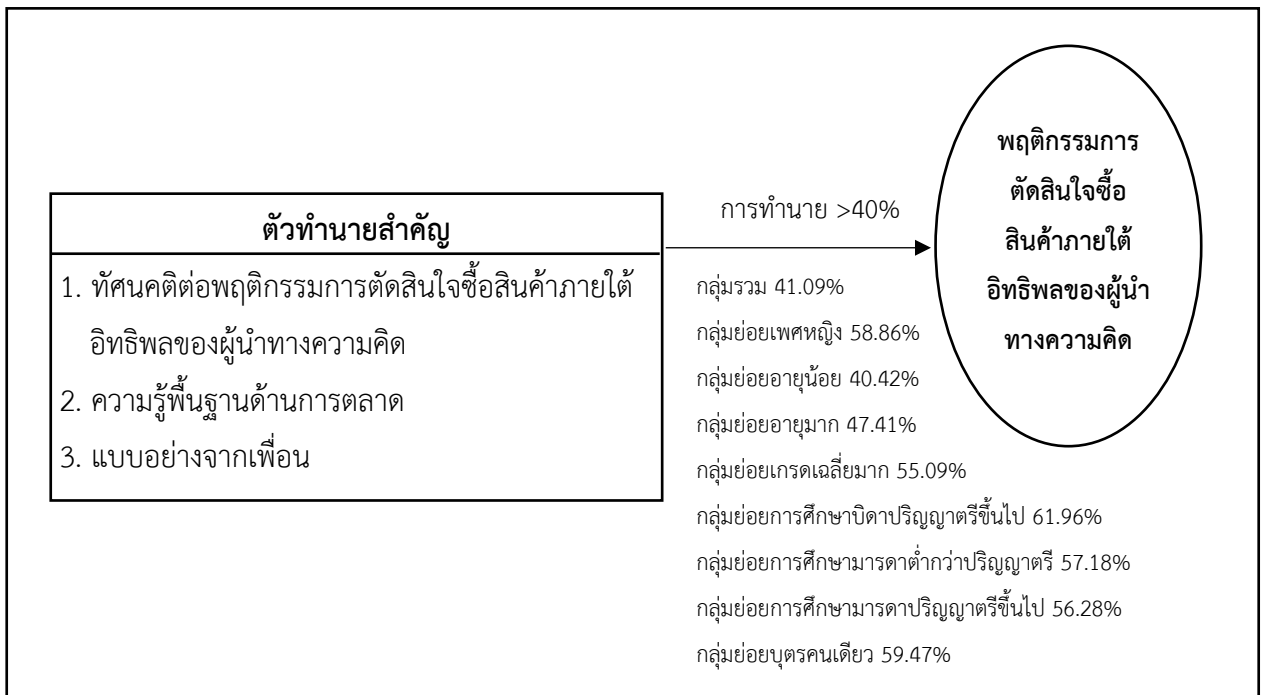 ตัวทำนายสำคัญ
1. ทัศนคติต่อพฤติกรรมการตัดสินใจซื้อสินค้าภายใต้
อิทธิพลของผู้นำทางความคิด
2. ความรู้พื้นฐานด้านการตลาด
3. แบบอย่างจากเพื่อน
การทำนาย >40%
กลุ่มรวม 41.09%
กลุ่มย่อยเพศหญิง 58.86%
กลุ่มย่อยอายุน้อย 40.42%
กลุ่มย่อยอายุมาก 47.41%
กลุ่มย่อยเกรดเฉลี่ยมาก 55.09%
กลุ่มย่อยการศึกษาบิดาปริญญาตรีขึ้นไป 61.96%
กลุ่มย่อยการศึกษามารดาต่ำกว่าปริญญาตรี 57.18%
กลุ่มย่อยการศึกษามารดาปริญญาตรีขึ้นไป 56.28%
กลุ่มย่อยบุตรคนเดียว 59.47%
พฤติกรรมการ
ตัดสินใจซื้อ
สินค้าภายใต้
อิทธิพลของผู้นำ
ทางความคิด